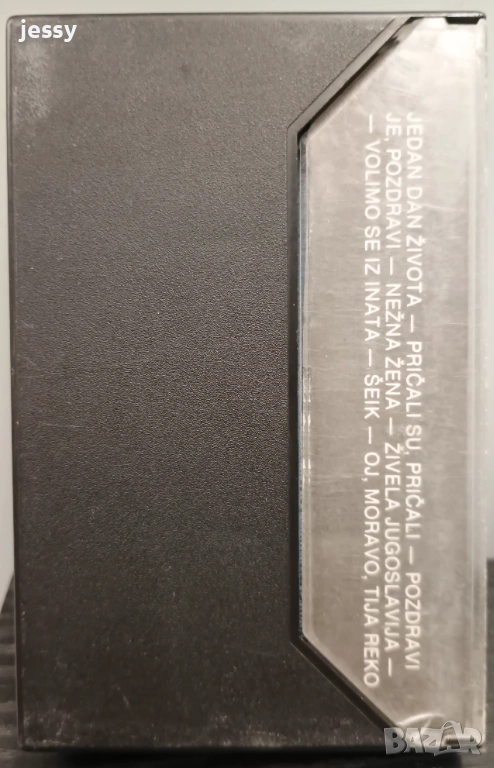 jessy
JEDAN DAN ŽIVOTA — PRIČALI SU, PRIČALI — POZDRAVI
JE, POZDRAVI — NEŽNA ŽENA — ŽIVELA JUGOSLAVIJA —
— VOLIMO SE IZ INATA — ŠEIK — OJ, MORAVO, TIJA REKO
BAZAR